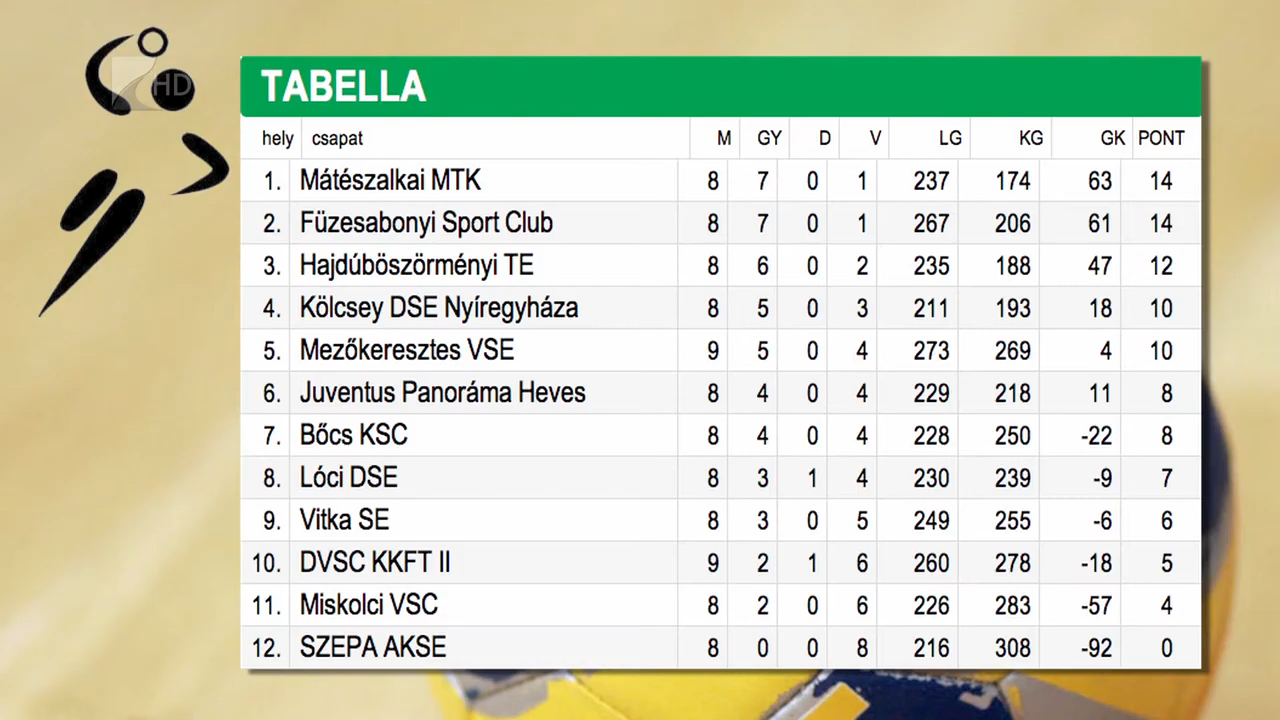 HD
TABELLA
hely csapat M GY D V LG KG GK PONT
1. Mátészalkai MTK 8 7 0 1 237 174 63 14
2. Füzesabonyi Sport Club 8 7 0 1 267 206 61 14
3. Hajdúböszörményi TE 8 6 0 2 235 188 47 12
4. Kölcsey DSE Nyíregyháza 8 5 0 3 211 193 18 10
5. Mezőkeresztes VSE 9 5 0 4 273 269 4 10
6. Juventus Panoráma Heves 8 4 0 4 229 218 11 8
7. Bőcs KSC 8 4 0 4 228 250 -22 8
8. Lóci DSE 8 3 1 4 230 239 -9 7
9. Vitka SE 8 3 0 5 249 255 -6 6
10. DVSC KKFT II 9 2 1 6 260 278 -18 5
11. Miskolci VSC 8 2 0 6 226 283 -57 4
12. SZEPA AKSE 8 0 0 8 216 308 -92 0